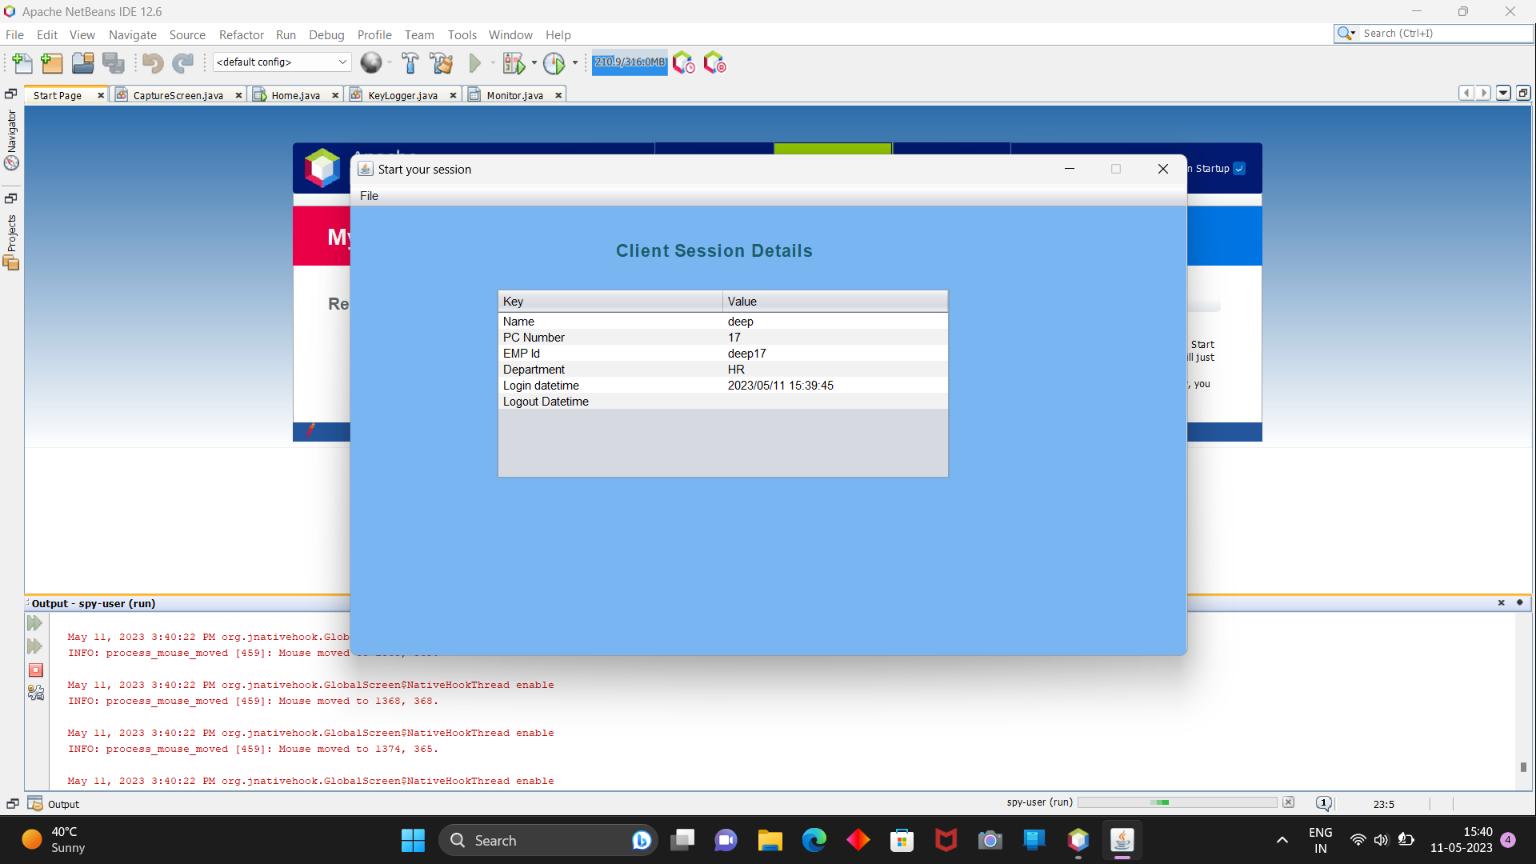 Apache NetBeans IDE 12.6
File Edit View Navigate Source Refactor Run Debug Profile Team Tools Window Help
Search (Ctrl+I)
<default config>
210.9/316.0MB
Start Page
CaptureScreen.java
Home.java
KeyLogger.java
Monitor.java
Navigator
Projects
Apache
n Startup
Start your session
File
My
Client Session Details
Re
Key Value
Name deep
PC Number 17
EMP Id deep17
Department HR
Login datetime 2023/05/11 15:39:45
Logout Datetime
Start
ll just
, you
Output - spy-user (run)
May 11, 2023 3:40:22 PM org.jnativehook.Glob
INFO: process_mouse_moved [459]: Mouse moved
May 11, 2023 3:40:22 PM org.jnativehook.GlobalScreen$NativeHookThread enable
INFO: process_mouse_moved [459]: Mouse moved to 1368, 368.
May 11, 2023 3:40:22 PM org.jnativehook.GlobalScreen$NativeHookThread enable
INFO: process_mouse_moved [459]: Mouse moved to 1374, 365.
May 11, 2023 3:40:22 PM org.jnativehook.GlobalScreen$NativeHookThread enable
Output
spy-user (run)
1
23:5
40°C
Sunny
Search
ENG
IN
15:40
11-05-2023
4